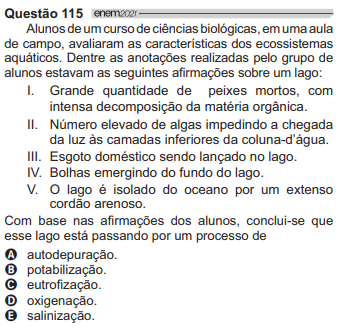 Questão 115 enem2021
Alunos de um curso de ciências biológicas, em uma aula
de campo, avaliaram as características dos ecossistemas
aquáticos. Dentre as anotações realizadas pelo grupo de
alunos estavam as seguintes afirmações sobre um lago:
I. Grande quantidade de peixes mortos, com
intensa decomposição da matéria orgânica.
II. Número elevado de algas impedindo a chegada
da luz às camadas inferiores da coluna-d'água.
III. Esgoto doméstico sendo lançado no lago.
IV. Bolhas emergindo do fundo do lago.
V. O lago é isolado do oceano por um extenso
cordão arenoso.
Com base nas afirmações dos alunos, conclui-se que
esse lago está passando por um processo de
A autodepuração.
B potabilização.
C eutrofização.
D oxigenação.
E salinização.